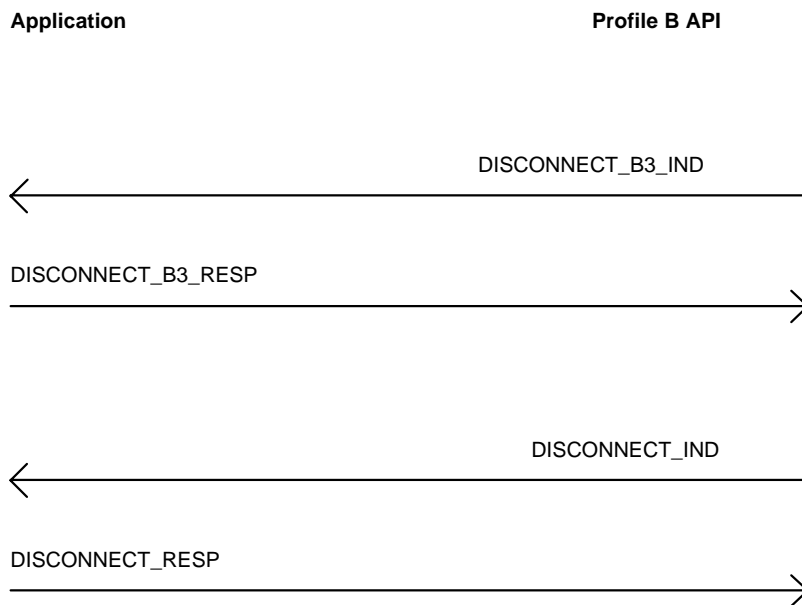 Application
Profile B API
DISCONNECT_B3_IND
DISCONNECT_B3_RESP
DISCONNECT_IND
DISCONNECT_RESP